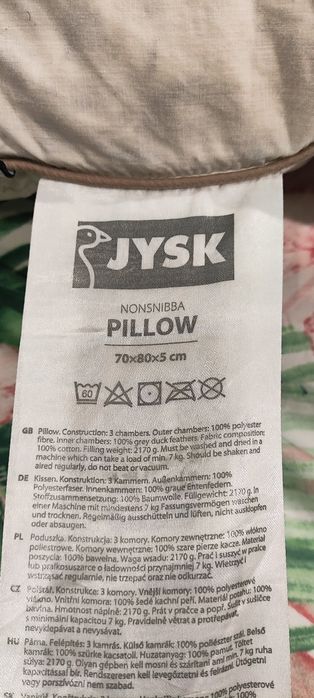 JYSK
NONSNIBBA
PILLOW
70×80×5 cm
60
GB Pillow. Construction: 3 chambers. Outer chambers: 100% polyester
fibre. Inner chambers: 100% grey duck feathers. Fabric composition:
100% cotton. Filling weight: 2170 g. Must be washed and dried in a
machine which can take a load of min. 7 kg. Should be shaken and
aired regularly, do not beat or vacuum.
DE Kissen. Konstruktion: 3 Kammern. Außenkammern: 100%
Polyesterfaser. Innenkammern: 100% graue Entenfedern.
Stoffzusammensetzung: 100% Baumwolle. Füllgewicht: 2170 g. In
einer Maschine mit mindestens 7 kg Fassungsvermögen waschen
und trocknen. Regelmäßig ausschütteln und lüften, nicht ausklopfen
oder absaugen.
PL Poduszka. Konstrukcja: 3 komory. Komory zewnętrzne: 100% włókno
poliestrowe. Komory wewnętrzne: 100% szare pierze kacze. Materiał
poszycia: 100% bawełna. Waga wsadu: 2170 g. Prać i suszyć w pralce
lub pralkosuszarce o ładowności przynajmniej 7 kg. Wietrzyć i
wstrząsać regularnie, nie trzepać oraz nie odkurzać.
CZ Polštář. Konstrukce: 3 komory. Vnější komory: 100% polyesterové
vlákno. Vnitřní komora: 100% šedé kachní peří. Materiál potahu: 100%
bavlna. Hmotnost náplně: 2170 g. Prát v pračce a popř. sušit v sušičce
s minimální kapacitou 7 kg. Pravidelně větrat a protřepávat,
nevyklepávat a nevysávat.
HU Párna. Felépítés: 3 kamrás. Külső kamrák: 100% poliészter szál. Belső
kamrák: 100% szürke kacsatoll. Huzatanyag: 100% pamut. Töltet
súlya: 2170 g. Olyan gépben kell mosni és szárítani ami min. 7 kg ruha
bírással bír. Rendszeresen kell levegőztetni és felrázni. Ütögetni
vagy porszívózni nem szabad.